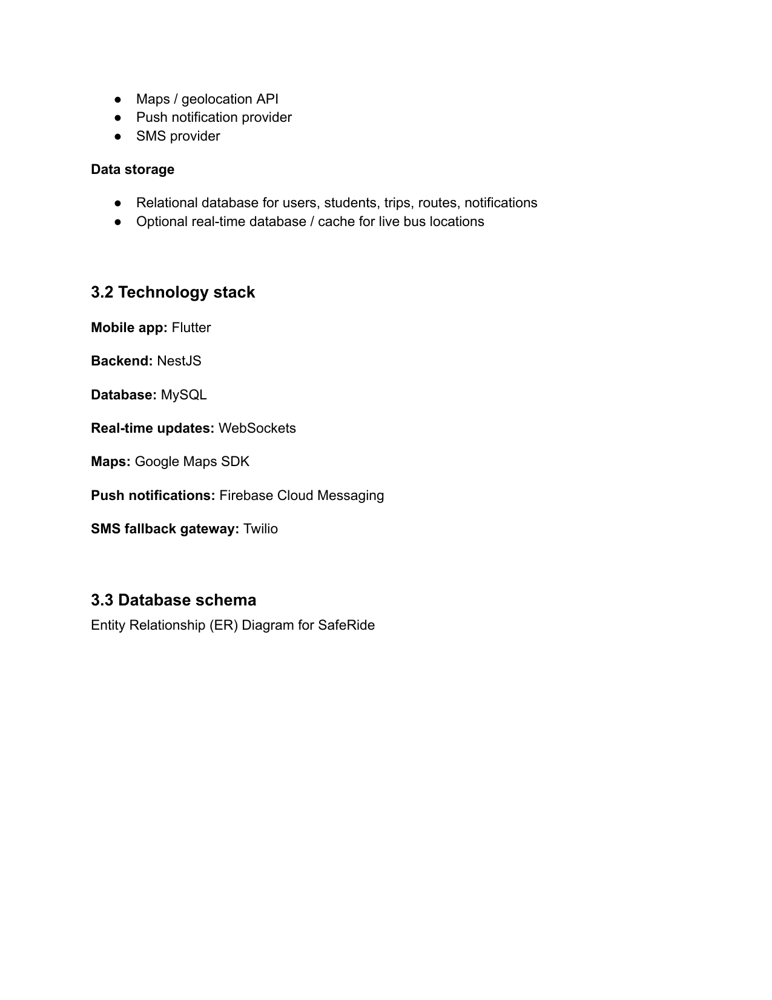 ● Maps / geolocation API
● Push notification provider
● SMS provider
Data storage
● Relational database for users, students, trips, routes, notifications
● Optional real-time database / cache for live bus locations
3.2 Technology stack
Mobile app: Flutter
Backend: NestJS
Database: MySQL
Real-time updates: WebSockets
Maps: Google Maps SDK
Push notifications: Firebase Cloud Messaging
SMS fallback gateway: Twilio
3.3 Database schema
Entity Relationship (ER) Diagram for SafeRide